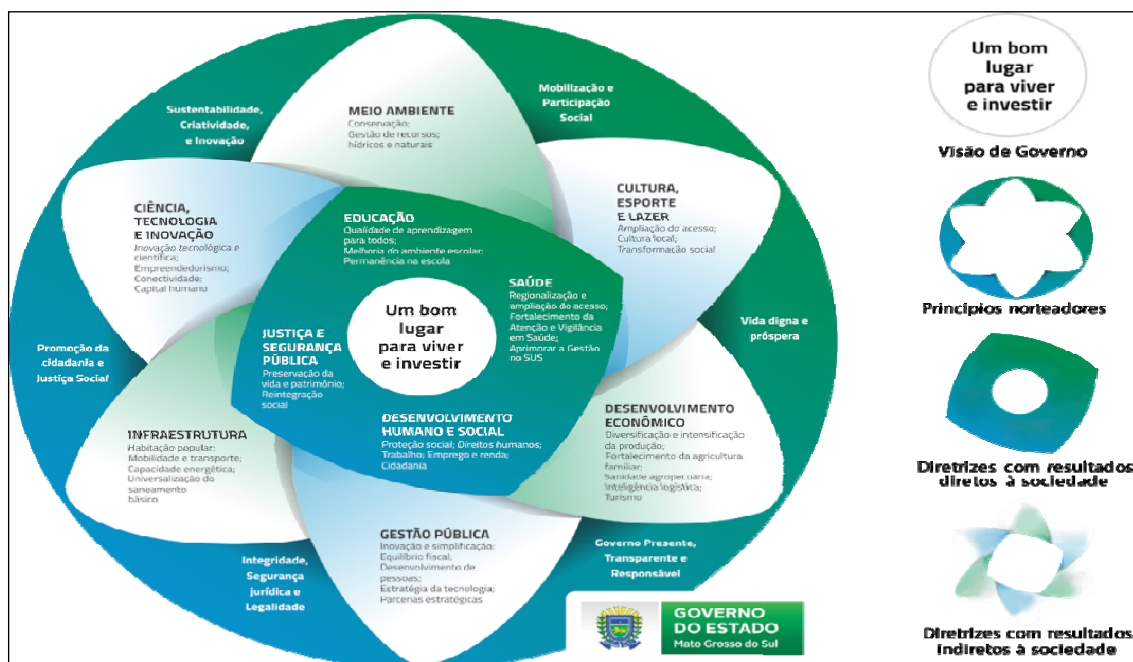 Sustentabilidade,
Criatividade,
e Inovação
MEIO AMBIENTE
Conservação;
Gestão de recursos;
hídricos e naturais
Mobilização e
Participação
Social
CIÊNCIA,
TECNOLOGIA
E INOVAÇÃO
Inovação tecnológica e
científica;
Empreendedorismo;
Conectividade;
Capital humano
EDUCAÇÃO
Qualidade de aprendizagem
para todos;
Melhoria do ambiente escolar;
Permanência na escola
CULTURA,
ESPORTE
E LAZER
Ampliação do acesso;
Cultura local;
Transformação social
SAÚDE
Regionalização e
ampliação do acesso;
Fortalecimento da
Atenção e Vigilância
em Saúde;
Aprimorar a Gestão
no SUS
Um bom
lugar
para viver
e investir
JUSTIÇA E
SEGURANÇA
PÚBLICA
Preservação da
vida e patrimônio;
Reintegração
social
Promoção da
cidadania e
Justiça Social
Vida digna e
próspera
INFRAESTRUTURA
Habitação popular;
Mobilidade e transporte;
Capacidade energética;
Universalização do
saneamento
básico
DESENVOLVIMENTO
HUMANO E SOCIAL
Proteção social; Direitos humanos;
Trabalho; Emprego e renda;
Cidadania
DESENVOLVIMENTO
ECONÔMICO
Diversificação e intensificação
da produção;
Fortalecimento da agricultura
familiar;
Sanidade agropecuária;
Inteligência logística;
Turismo
GESTÃO PÚBLICA
Inovação e simplificação;
Equilíbrio fiscal;
Desenvolvimento de
pessoas;
Estratégia da tecnologia;
Parcerias estratégicas
Integridade,
Segurança
jurídica e
Legalidade
Governo Presente,
Transparente e
Responsável
GOVERNO
DO ESTADO
Mato Grosso do Sul
Um bom
lugar
para viver
e investir
Visão de Governo
Princípios norteadores
Diretrizes com resultados
diretos à sociedade
Diretrizes com resultados
indiretos à sociedade